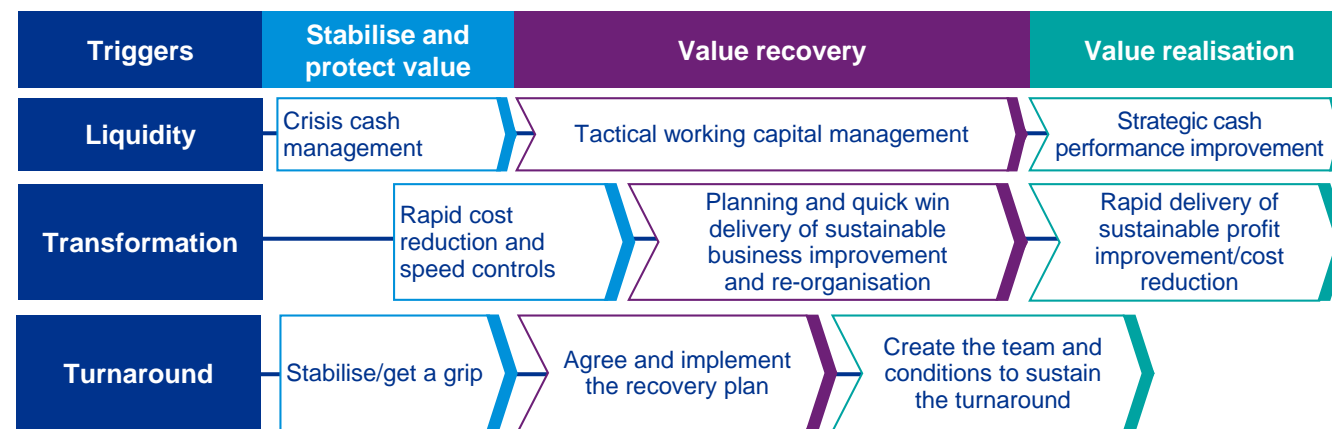 Triggers
Stabilise and
protect value
Value recovery
Value realisation
Liquidity
Crisis cash
management
Tactical working capital management
Strategic cash
performance improvement
Transformation
Rapid cost
reduction and
speed controls
Planning and quick win
delivery of sustainable
business improvement
and re-organisation
Rapid delivery of
sustainable profit
improvement/cost
reduction
Turnaround
Stabilise/get a grip
Agree and implement
the recovery plan
Create the team and
conditions to sustain
the turnaround